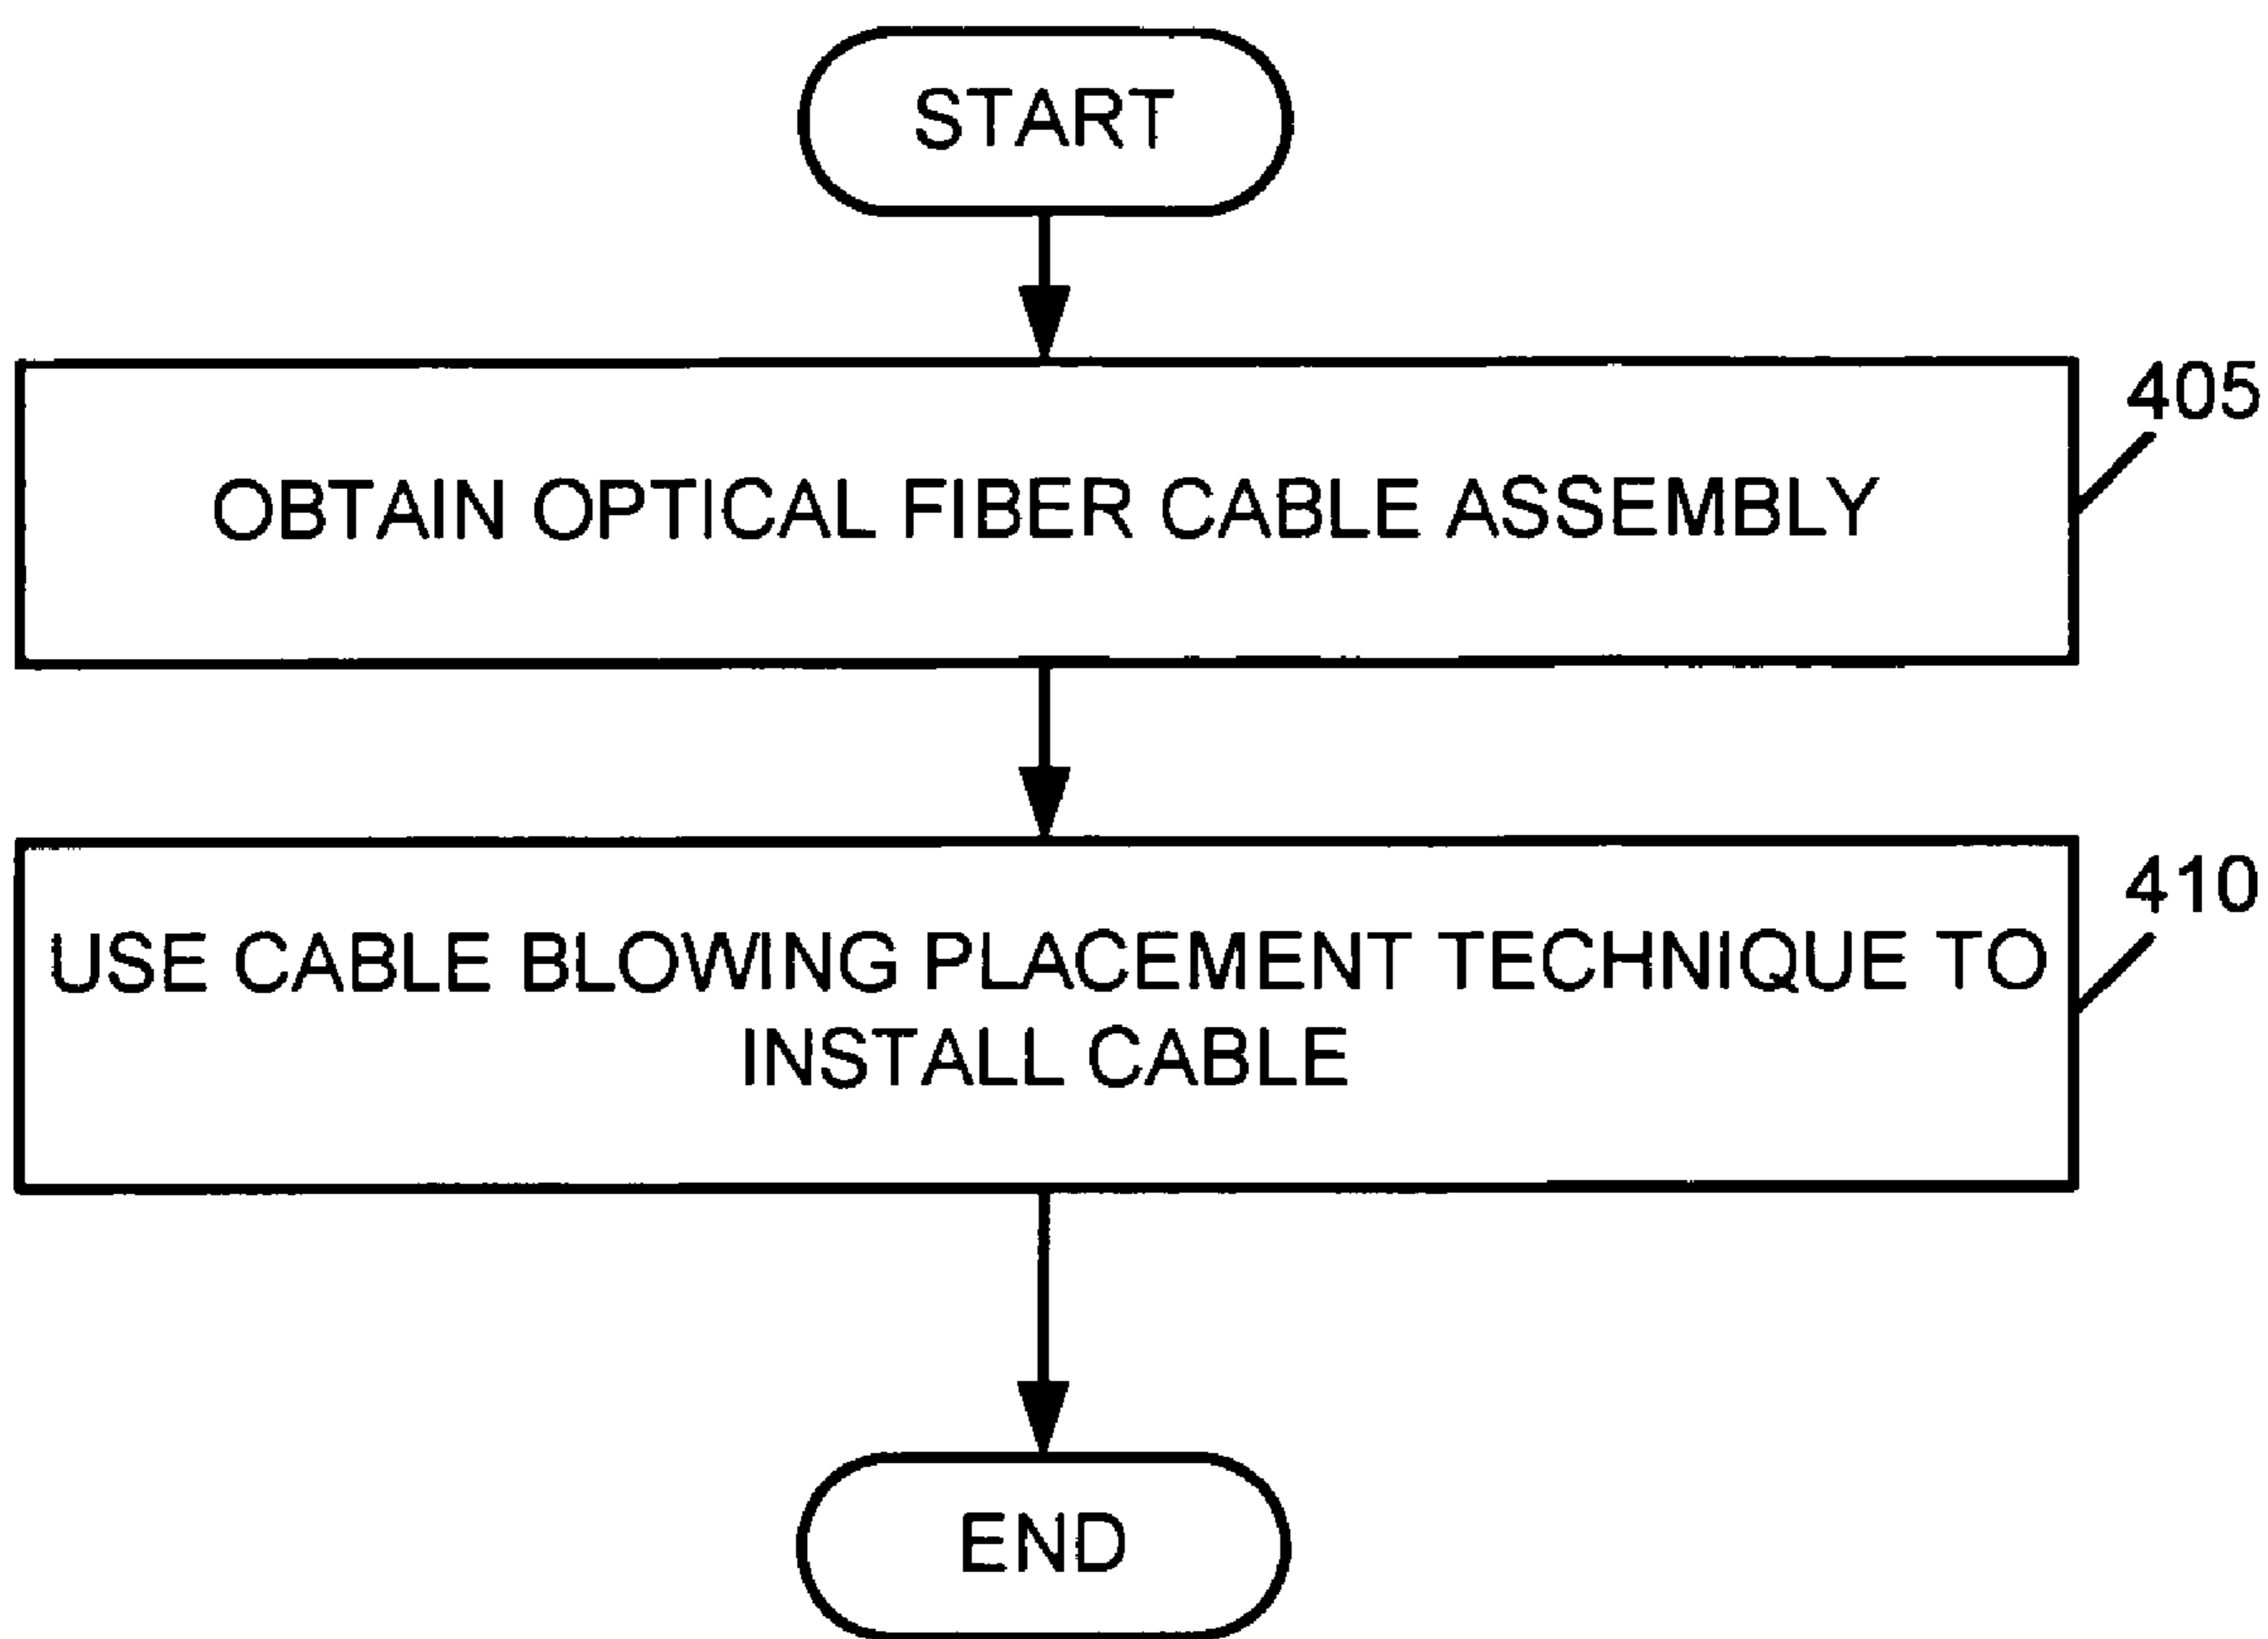 START
405
OBTAIN OPTICAL FIBER CABLE ASSEMBLY
410
USE CABLE BLOWING PLACEMENT TECHNIQUE TO
INSTALL CABLE
END